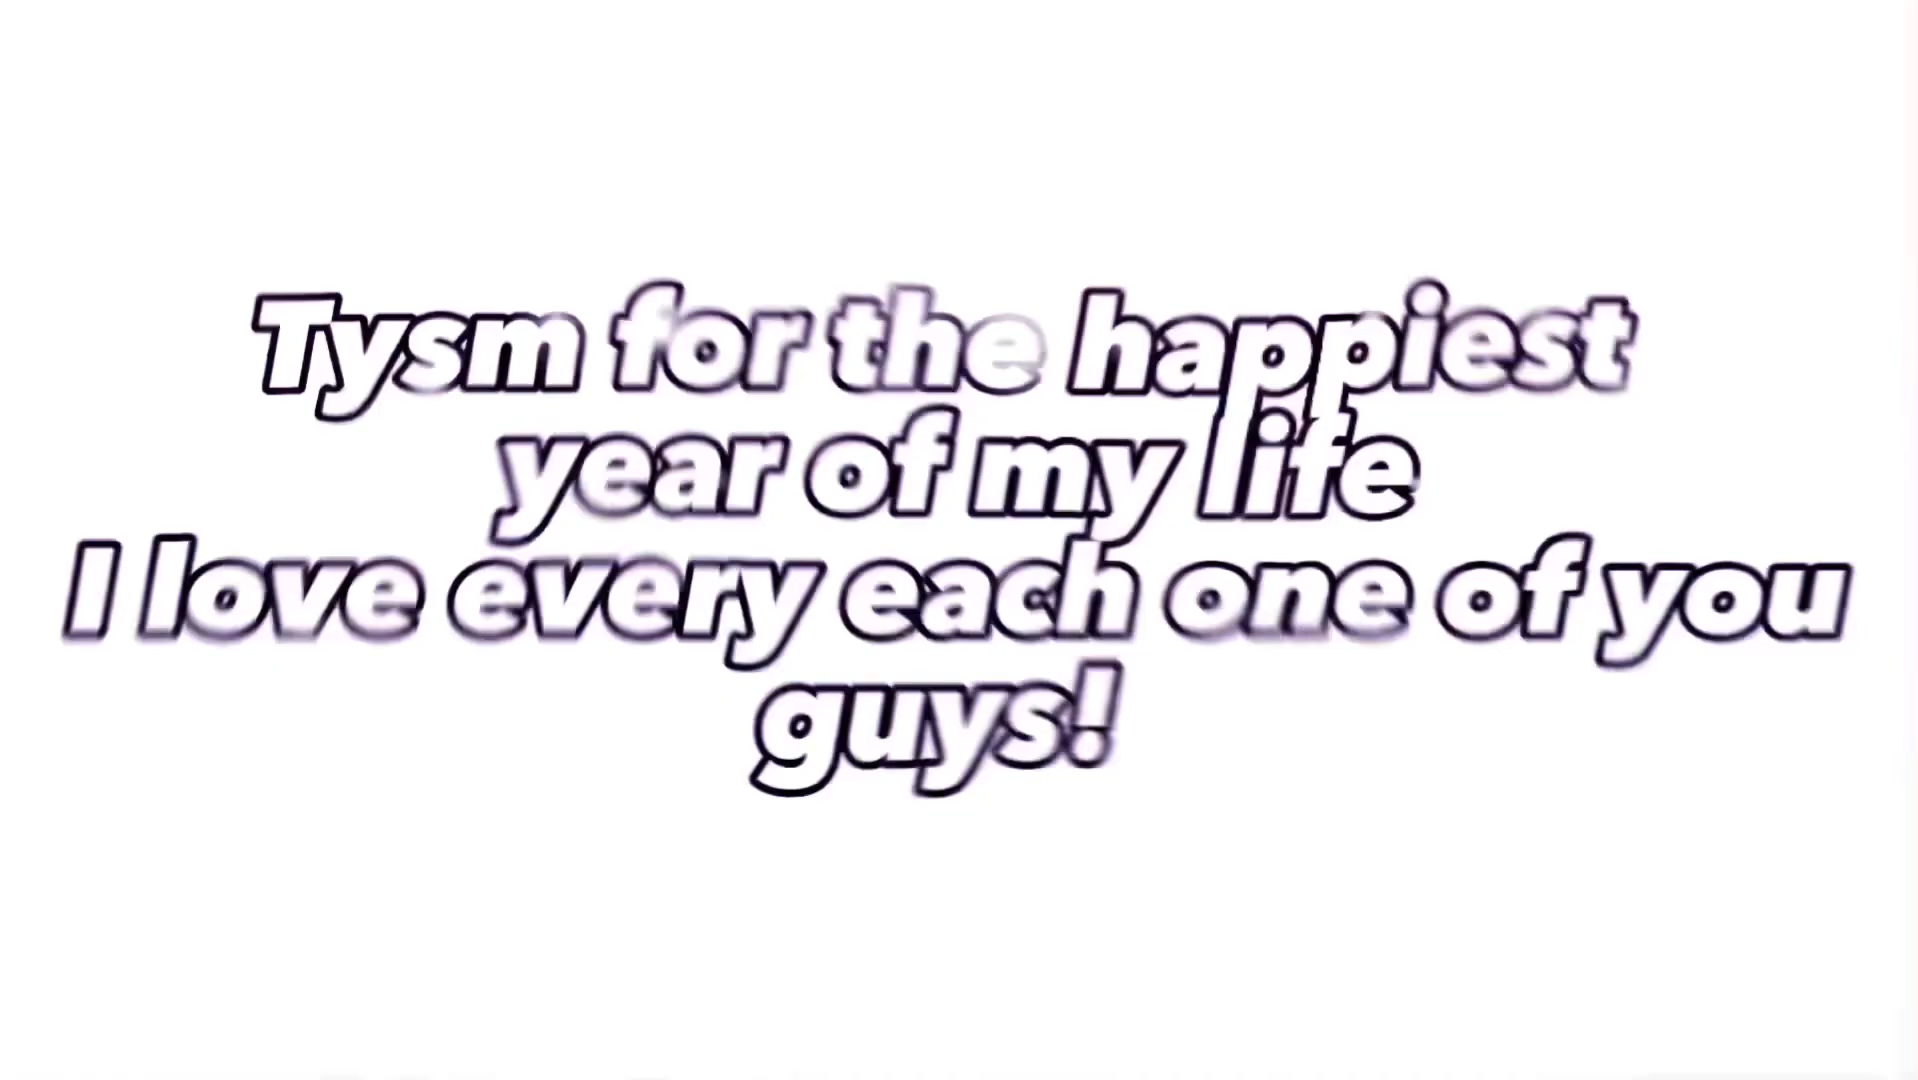 Tysm for the happiest
year of my life
I love every each one of you
guys!